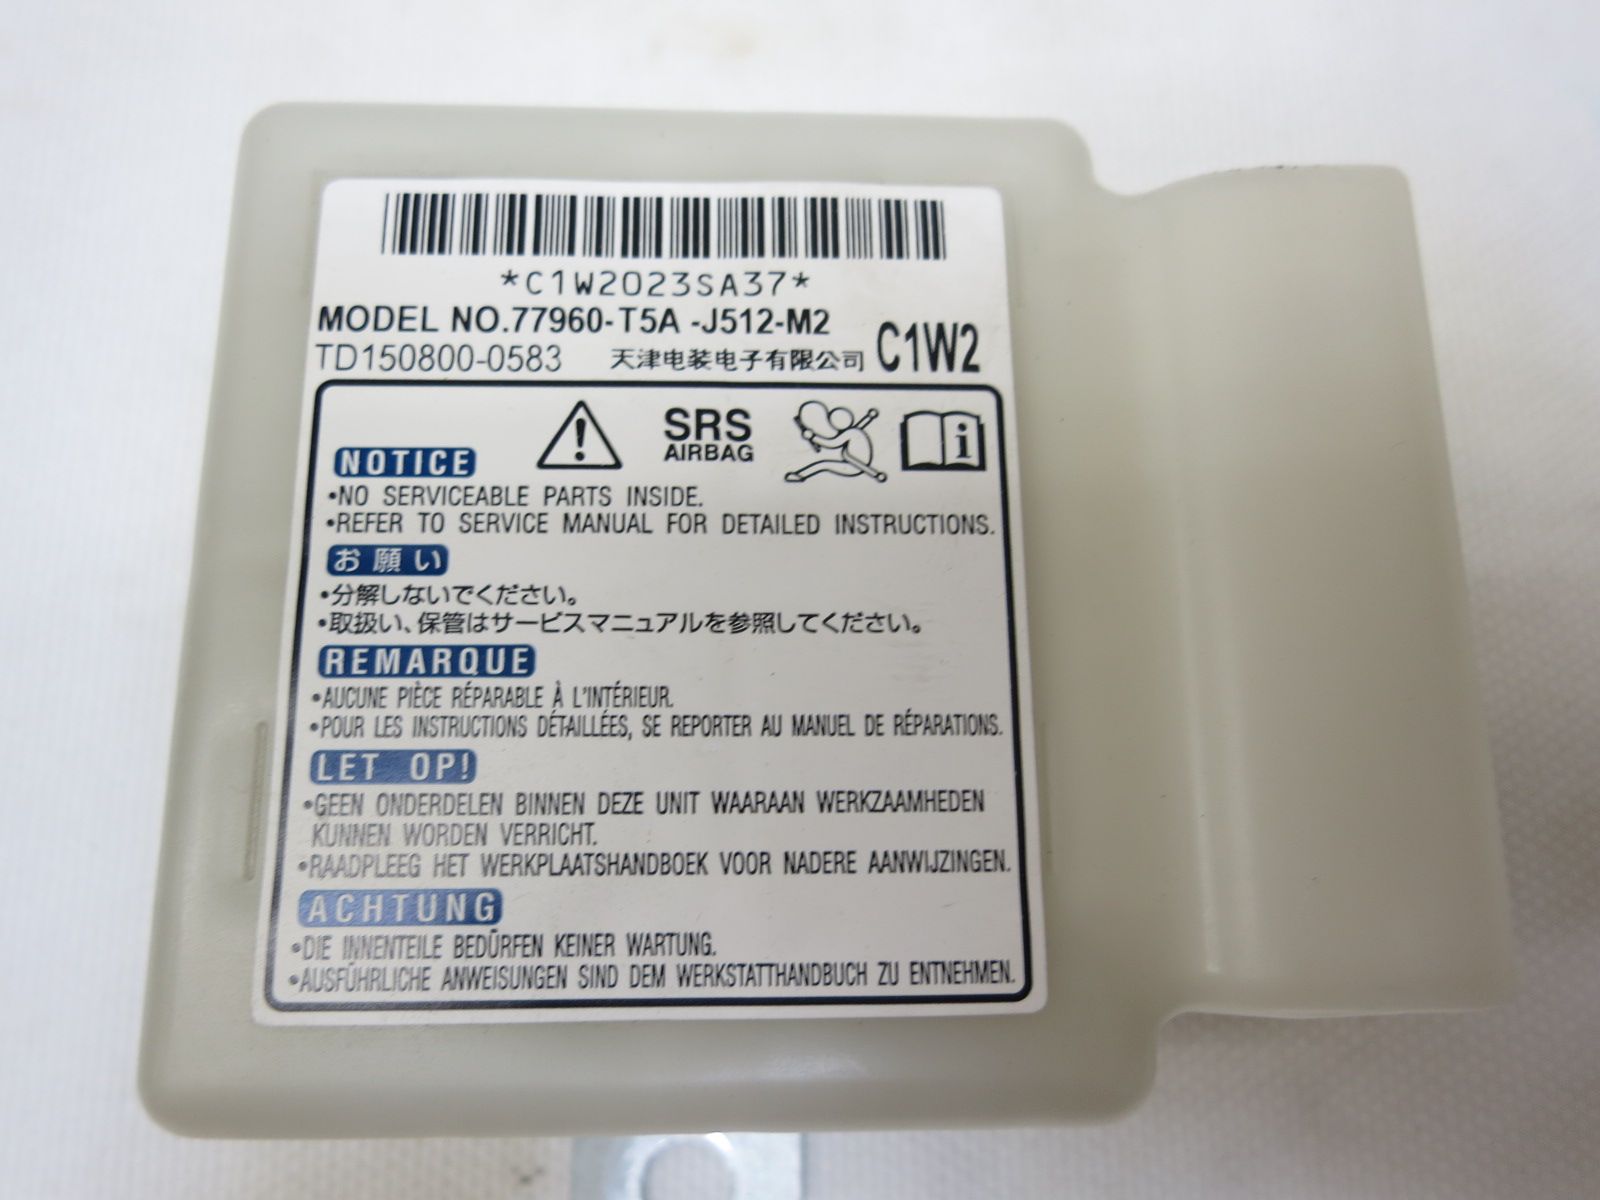 *C1W2023SA37*
MODEL NO.77960-T5A -J512-M2
TD150800-0583 天津电装电子有限公司 C1W2
SRS
AIRBAG
NOTICE
•NO SERVICEABLE PARTS INSIDE.
•REFER TO SERVICE MANUAL FOR DETAILED INSTRUCTIONS.
お願い
•分解しないでください。
•取扱い、保管はサービスマニュアルを参照してください。
REMARQUE
•AUCUNE PIÈCE RÉPARABLE À L'INTÉRIEUR.
•POUR LES INSTRUCTIONS DÉTAILLÉES, SE REPORTER AU MANUEL DE RÉPARATIONS.
LET OP!
•GEEN ONDERDELEN BINNEN DEZE UNIT WAARAAN WERKZAAMHEDEN
KUNNEN WORDEN VERRICHT.
•RAADPLEEG HET WERKPLAATSHANDBOEK VOOR NADERE AANWIJZINGEN.
ACHTUNG
•DIE INNENTEILE BEDÜRFEN KEINER WARTUNG.
•AUSFÜHRLICHE ANWEISUNGEN SIND DEM WERKSTATTHANDBUCH ZU ENTNEHMEN.